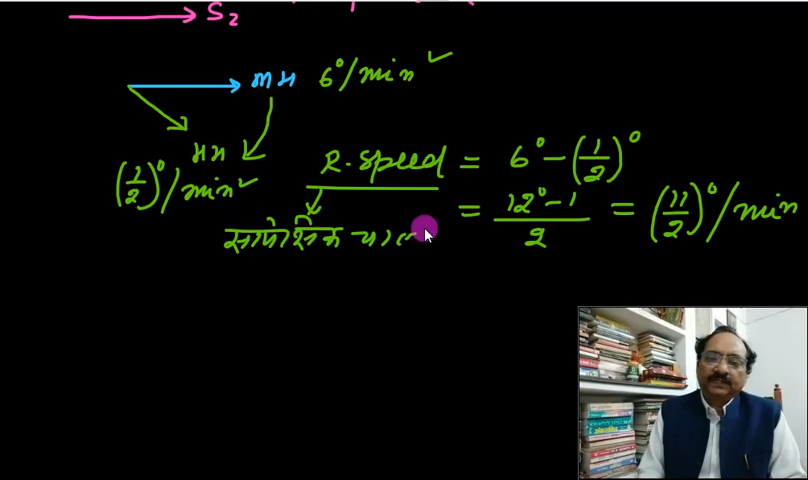 S₂
MH 6°/min ✓
HH
(1/2)°/min ✓
R. Speed = 6° - (1/2)°
= 12° - 1 / 2 = (11/2)°/min
सापेक्षिक चाल